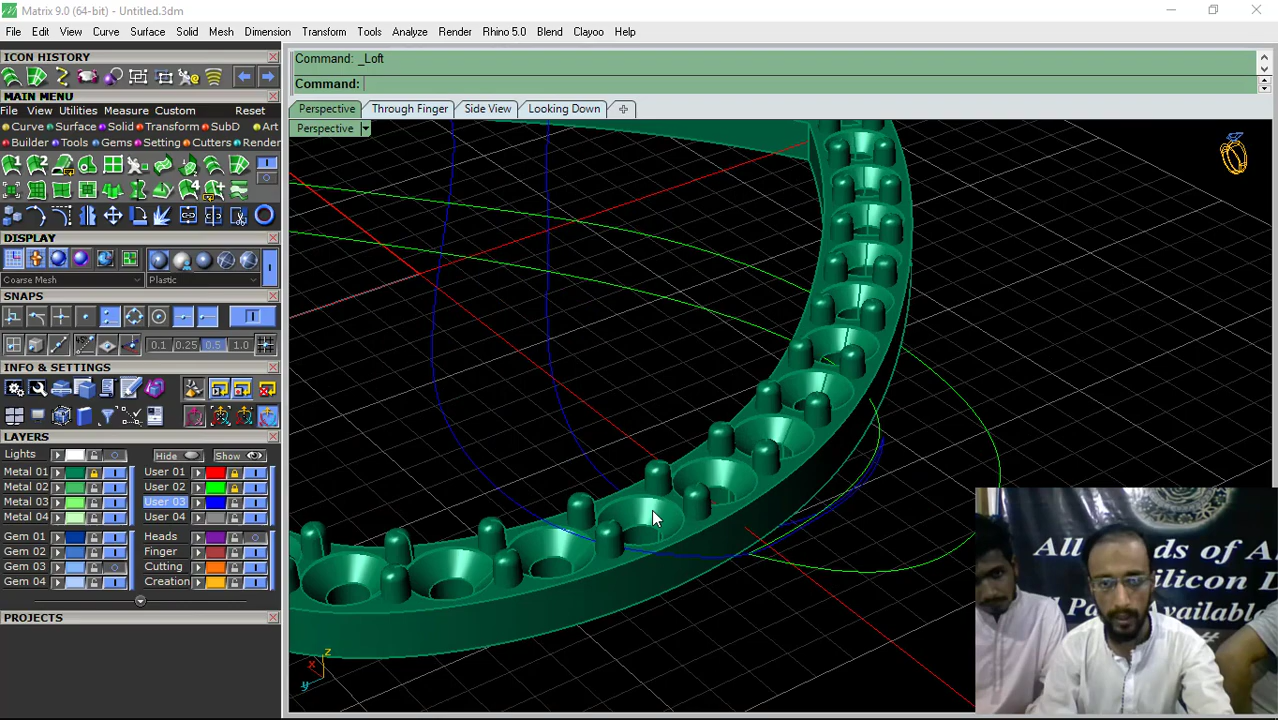 Matrix 9.0 (64-bit) - Untitled.3dm
File Edit View Curve Surface Solid Mesh Dimension Transform Tools Analyze Render Rhino 5.0 Blend Clayoo Help
ICON HISTORY
Command: _Loft
Command:
MAIN MENU
File View Utilities Measure Custom Reset
Perspective Through Finger Side View Looking Down
Curve Surface Solid Transform SubD Art
Perspective
Builder Tools Gems Setting Cutters Render
DISPLAY
Coarse Mesh Plastic
SNAPS
0.1 0.25 0.5 1.0
INFO & SETTINGS
LAYERS
Lights Hide Show
Metal 01 User 01
Metal 02 User 02
Metal 03 User 03
Metal 04 User 04
Gem 01 Heads
Gem 02 Finger
Gem 03 Cutting
Gem 04 Creation
PROJECTS
z
x
y
All
ds of A
ilicon
Available
#